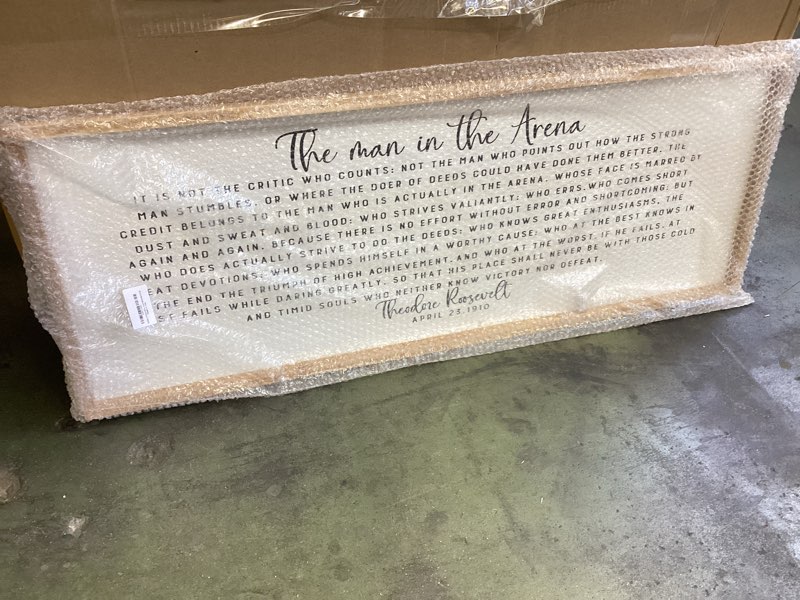 The man in the Arena
IT IS NOT THE CRITIC WHO COUNTS: NOT THE MAN WHO POINTS OUT HOW THE STRONG
MAN STUMBLES, OR WHERE THE DOER OF DEEDS COULD HAVE DONE THEM BETTER. THE
CREDIT BELONGS TO THE MAN WHO IS ACTUALLY IN THE ARENA, WHOSE FACE IS MARRED BY
DUST AND SWEAT AND BLOOD; WHO STRIVES VALIANTLY; WHO ERRS, WHO COMES SHORT
AGAIN AND AGAIN, BECAUSE THERE IS NO EFFORT WITHOUT ERROR AND SHORTCOMING; BUT
WHO DOES ACTUALLY STRIVE TO DO THE DEEDS; WHO KNOWS GREAT ENTHUSIASMS, THE
EAT DEVOTIONS; WHO SPENDS HIMSELF IN A WORTHY CAUSE; WHO AT THE BEST KNOWS IN
THE END THE TRIUMPH OF HIGH ACHIEVEMENT, AND WHO AT THE WORST, IF HE FAILS, AT
FAILS WHILE DARING GREATLY, SO THAT HIS PLACE SHALL NEVER BE WITH THOSE COLD
AND TIMID SOULS WHO NEITHER KNOW VICTORY NOR DEFEAT.
Theodore Roosevelt
APRIL 23,1910